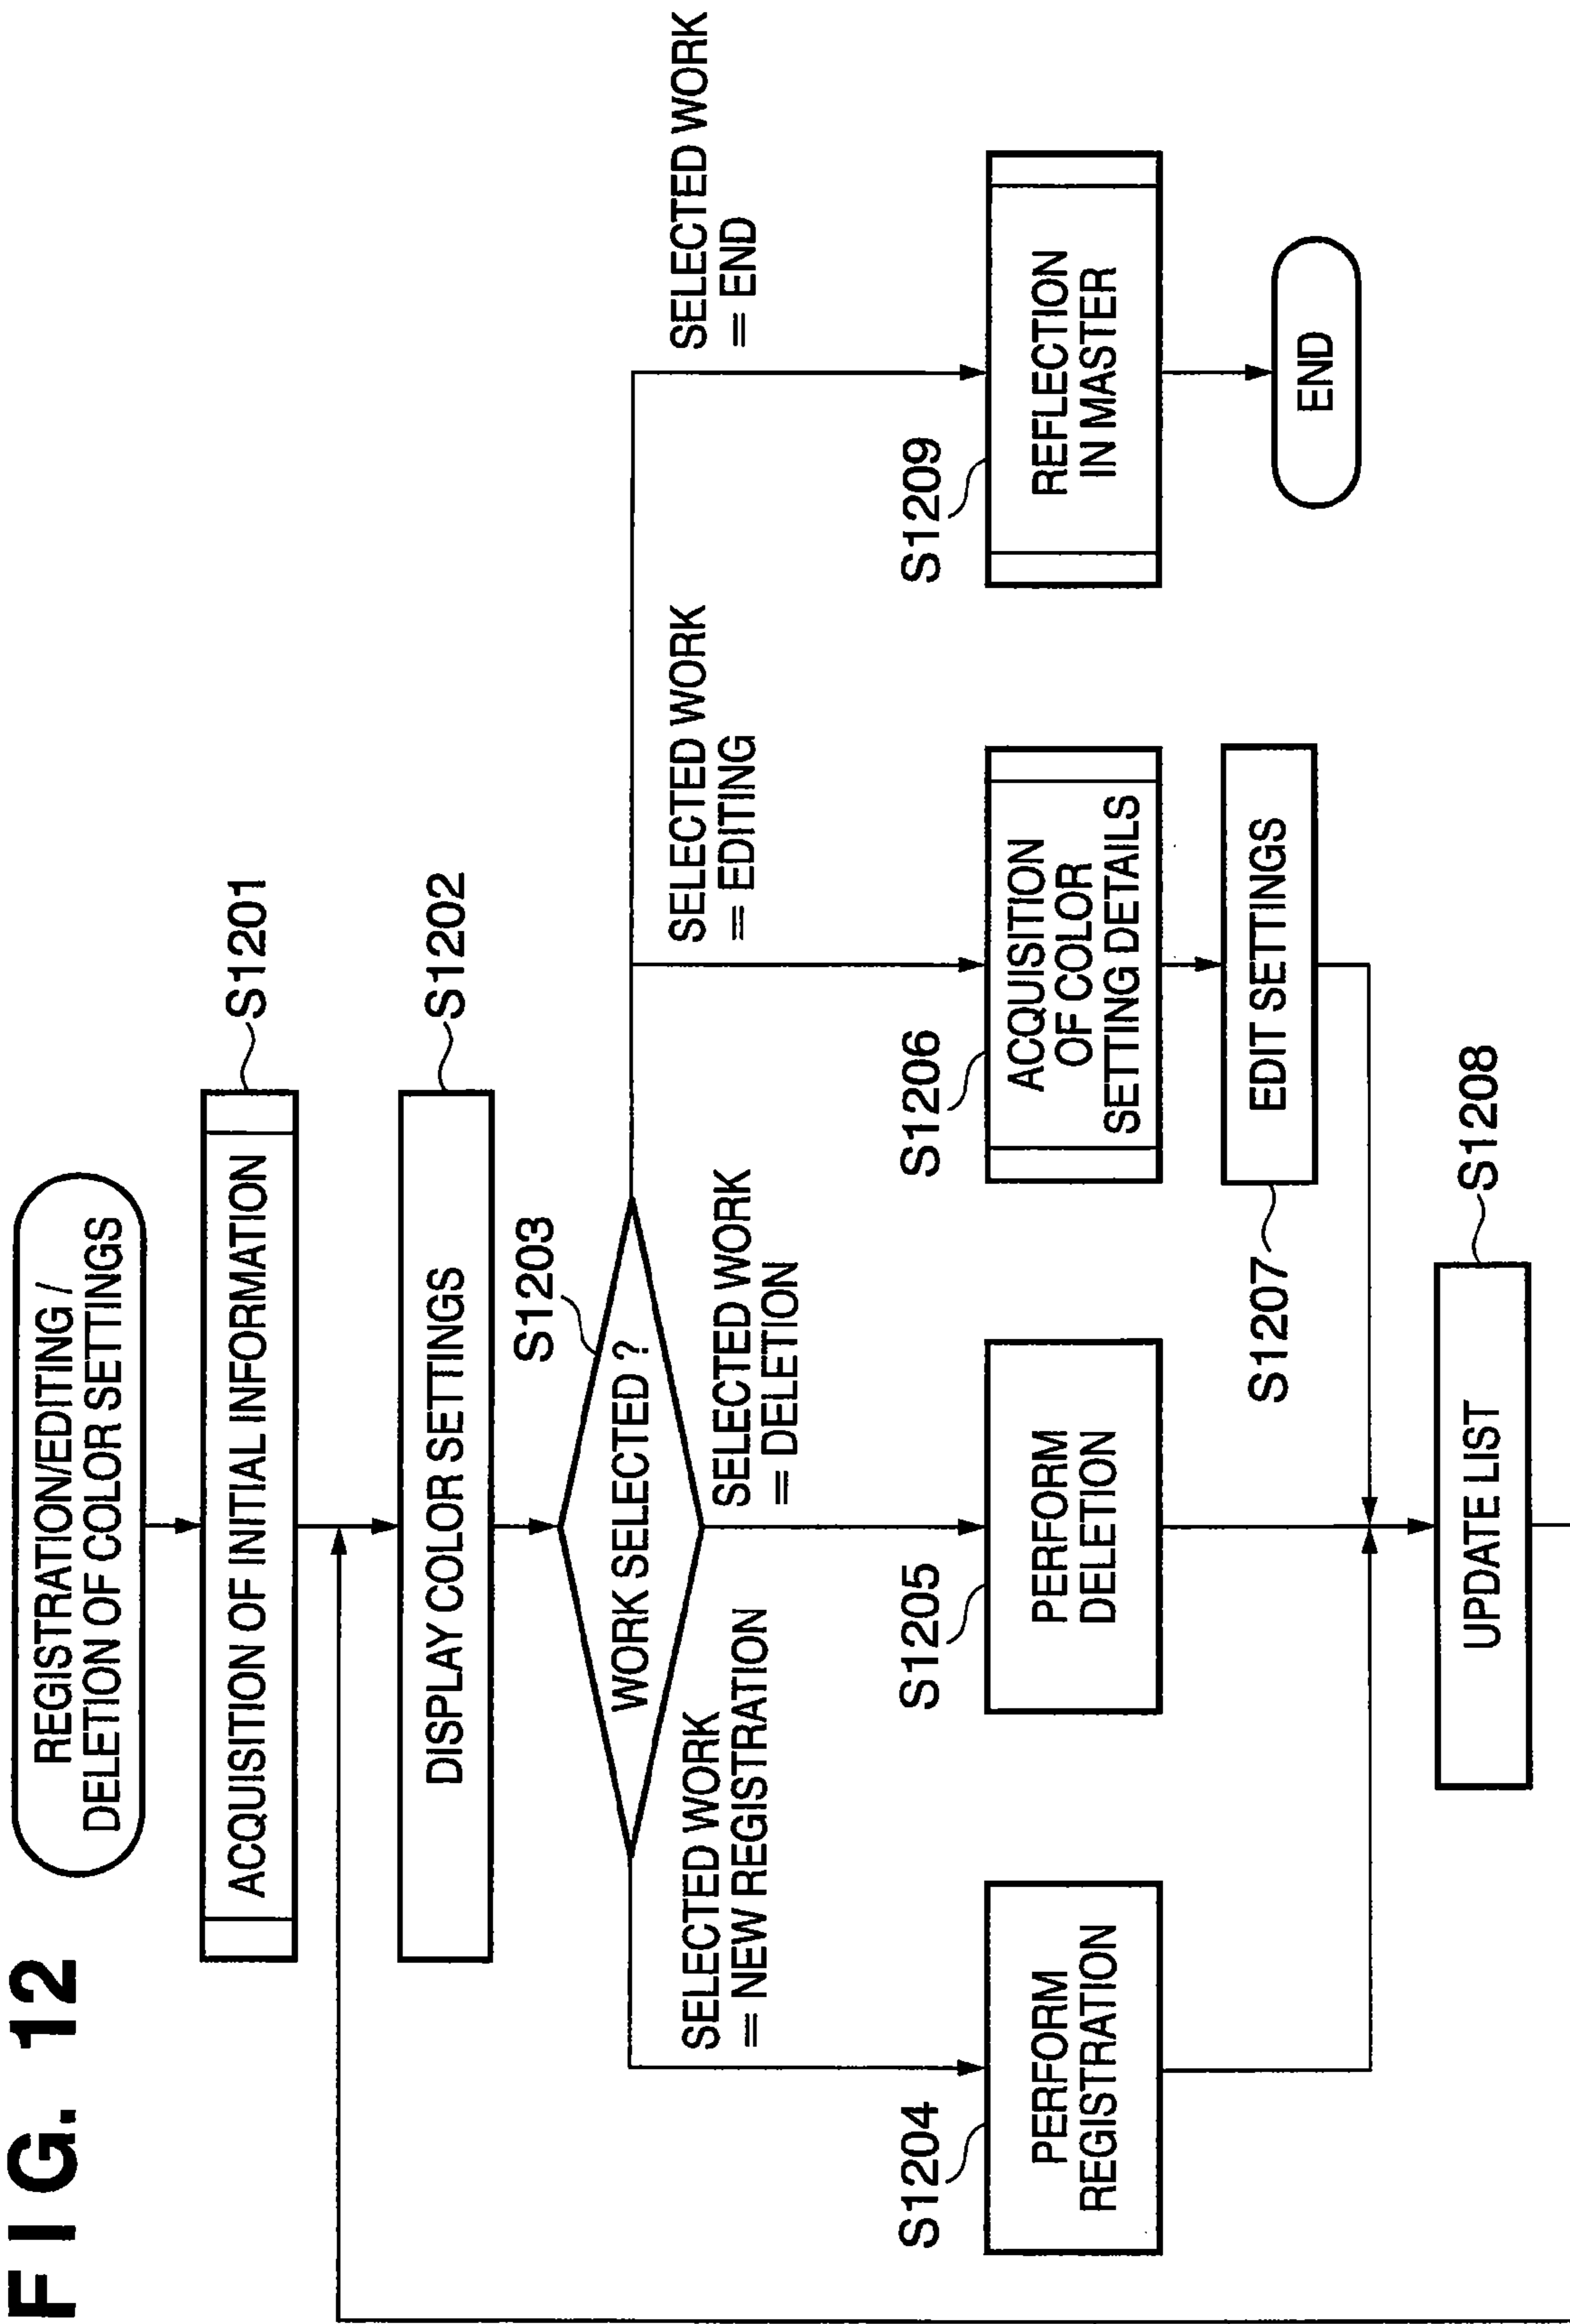 FIG. 12
REGISTRATION/EDITING /
DELETION OF COLOR SETTINGS
ACQUISITION OF INITIAL INFORMATION
S1201
DISPLAY COLOR SETTINGS
S1202
S1203
WORK SELECTED ?
SELECTED WORK
= NEW REGISTRATION
SELECTED WORK
= DELETION
SELECTED WORK
= EDITING
SELECTED WORK
= END
S1204
PERFORM
REGISTRATION
S1205
PERFORM
DELETION
S1206
ACQUISITION
OF COLOR
SETTING DETAILS
S1209
REFLECTION
IN MASTER
S1207
EDIT SETTINGS
END
UPDATE LIST
S1208